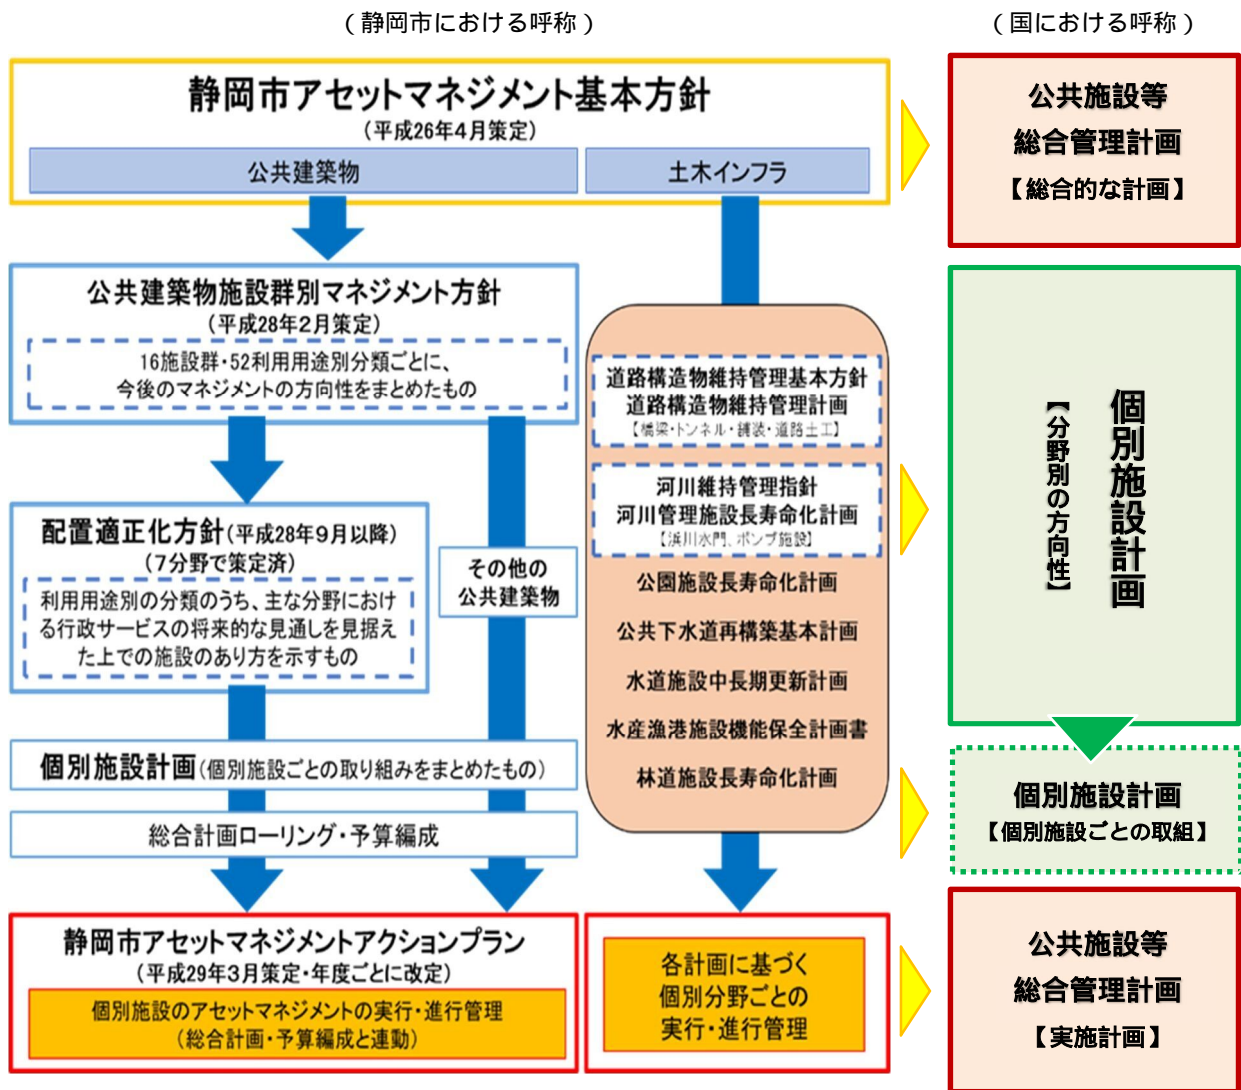 (静岡市における呼称)
(国における呼称)
静岡市アセットマネジメント基本方針
(平成26年4月策定)
公共建築物
土木インフラ
公共施設等
総合管理計画
【総合的な計画】
公共建築物施設群別マネジメント方針
(平成28年2月策定)
16施設群・52利用用途別分類ごとに、
今後のマネジメントの方向性をまとめたもの
道路構造物維持管理基本方針
道路構造物維持管理計画
【橋梁・トンネル・舗装・道路土工】
河川維持管理指針
河川管理施設長寿命化計画
【浜川水門、ポンプ施設】
公園施設長寿命化計画
公共下水道再構築基本計画
水道施設中長期更新計画
水産漁港施設機能保全計画書
林道施設長寿命化計画
個別施設計画
【分野別の方向性】
配置適正化方針(平成28年9月以降)
(7分野で策定済)
利用用途別の分類のうち、主な分野におけ
る行政サービスの将来的な見通しを見据え
た上での施設のあり方を示すもの
その他の
公共建築物
個別施設計画(個別施設ごとの取り組みをまとめたもの)
総合計画ローリング・予算編成
個別施設計画
【個別施設ごとの取組】
静岡市アセットマネジメントアクションプラン
(平成29年3月策定・年度ごとに改定)
個別施設のアセットマネジメントの実行・進行管理
(総合計画・予算編成と連動)
各計画に基づく
個別分野ごとの
実行・進行管理
公共施設等
総合管理計画
【実施計画】